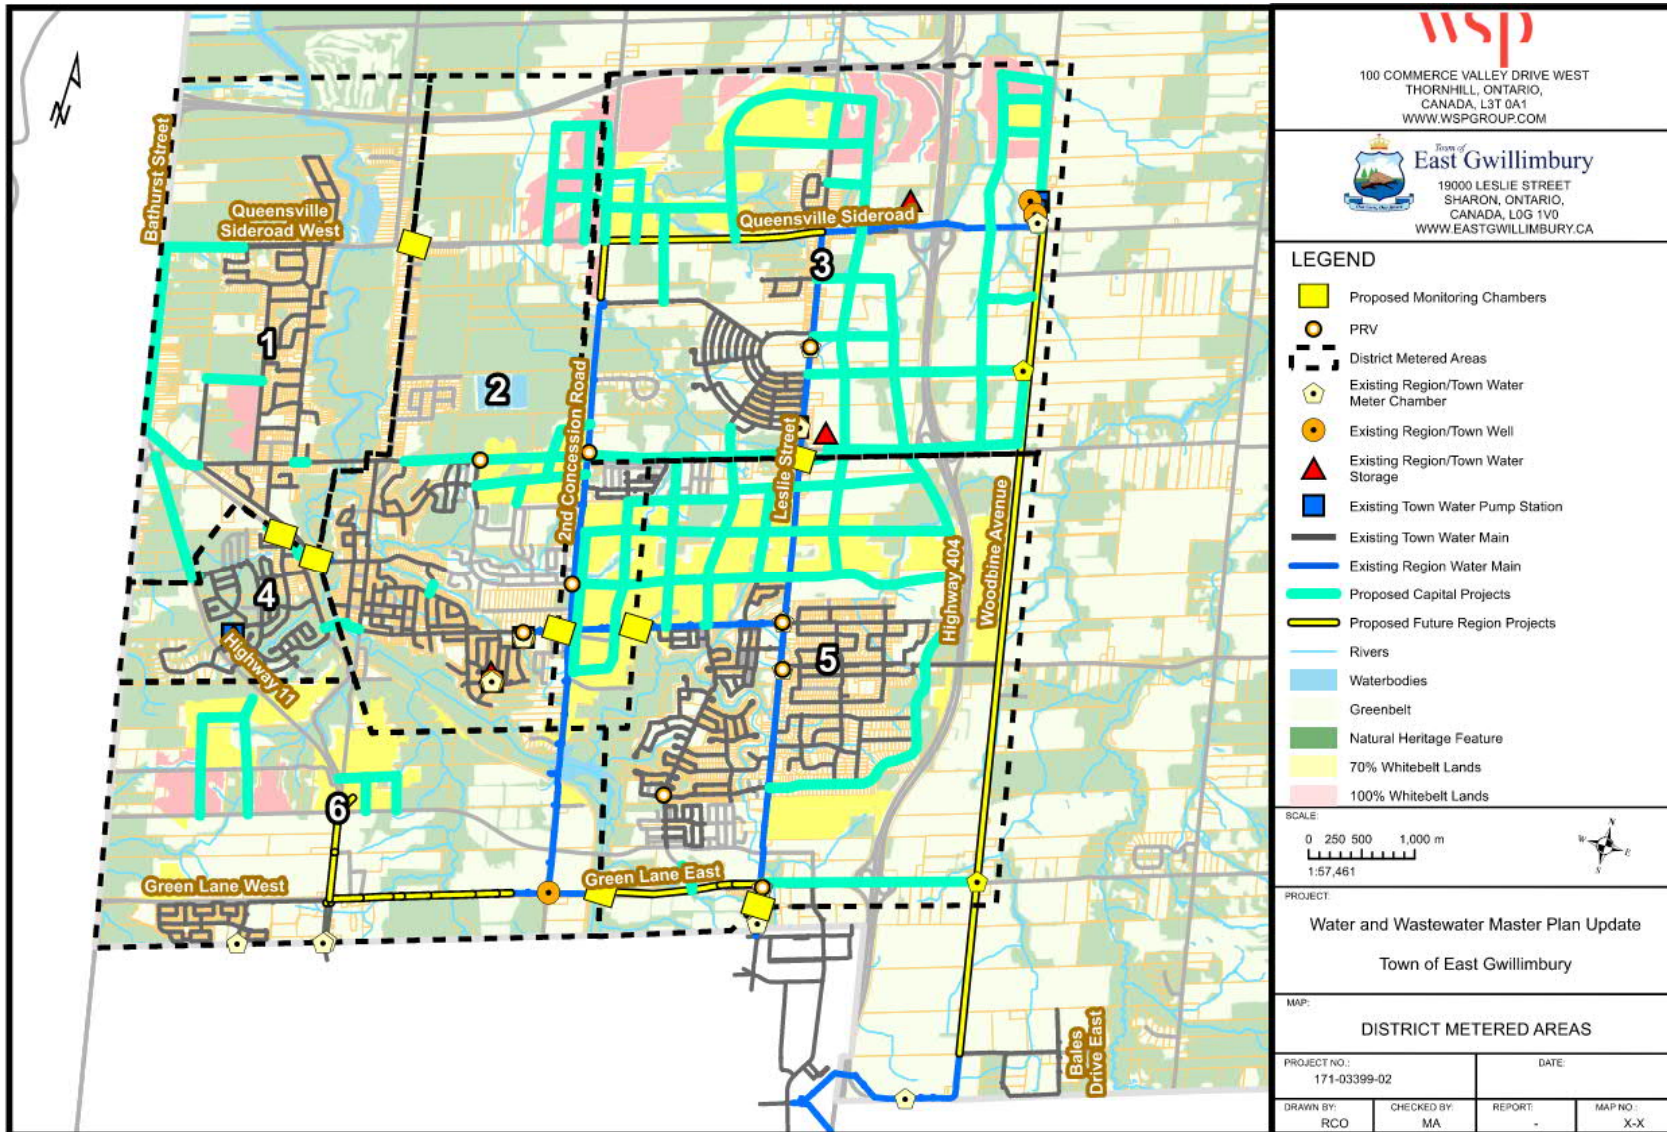 Bathurst Street
Queensville
Sideroad West
Queensville Sideroad
3
1
2
2nd Concession Road
Leslie Street
Highway 404
Woodbine Avenue
4
Highway 11
5
6
Green Lane West
Green Lane East
Bales
Drive East
wsp
100 COMMERCE VALLEY DRIVE WEST
THORNHILL, ONTARIO,
CANADA, L3T 0A1
WWW.WSPGROUP.COM
Town of
East Gwillimbury
19000 LESLIE STREET
SHARON, ONTARIO,
CANADA, L0G 1V0
WWW.EASTGWILLIMBURY.CA
LEGEND
Proposed Monitoring Chambers
PRV
District Metered Areas
Existing Region/Town Water
Meter Chamber
Existing Region/Town Well
Existing Region/Town Water
Storage
Existing Town Water Pump Station
Existing Town Water Main
Existing Region Water Main
Proposed Capital Projects
Proposed Future Region Projects
Rivers
Waterbodies
Greenbelt
Natural Heritage Feature
70% Whitebelt Lands
100% Whitebelt Lands
SCALE:
0 250 500 1,000 m
1:57,461
N
W E
S
PROJECT:
Water and Wastewater Master Plan Update
Town of East Gwillimbury
MAP:
DISTRICT METERED AREAS
PROJECT NO.: DATE:
171-03399-02
DRAWN BY: CHECKED BY: REPORT: MAP NO.:
RCO MA - X-X